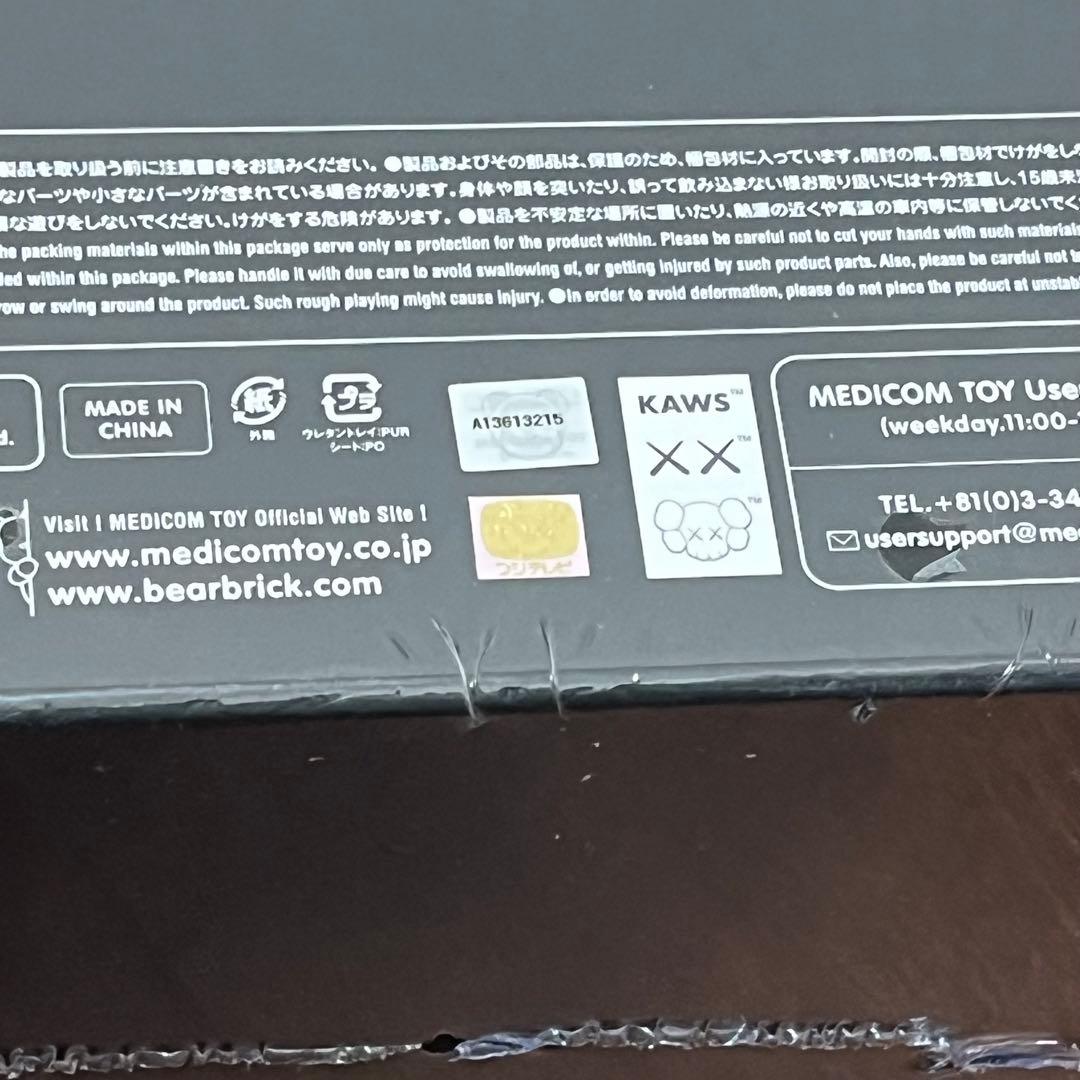 製品を取り扱う前に注意書きをお読みください。●製品およびその部品は、保護のため、梱包材に入っています。開封の際、梱包材でけがをしな
なパーツや小さなパーツが含まれている場合があります。身体や顔を突いたり、誤って飲み込まない様お取り扱いには十分注意し、15歳未
な遊びをしないでください。けがをする危険があります。●製品を不安定な場所に置いたり、熱源の近くや高温の車内等に保管しないでく
he packing materials within this package serve only as protection for the product within. Please be careful not to cut your hands with such materials
ded within this package. Please handle it with due care to avoid swallowing of, or getting injured by such product parts. Also, please be careful not to
row or swing around the product. Such rough playing might cause injury. ●In order to avoid deformation, please do not place the product at unstabl
d.
MADE IN
CHINA
紙
外箱
プラ
ウレタントレイ:PUR
シート:PO
A13613215
フジテレビ
KAWS™
XX™
™
MEDICOM TOY User
(weekday.11:00-
TEL.+81(0)3-34
usersupport@me
Visit ! MEDICOM TOY Official Web Site !
www.medicomtoy.co.jp
www.bearbrick.com